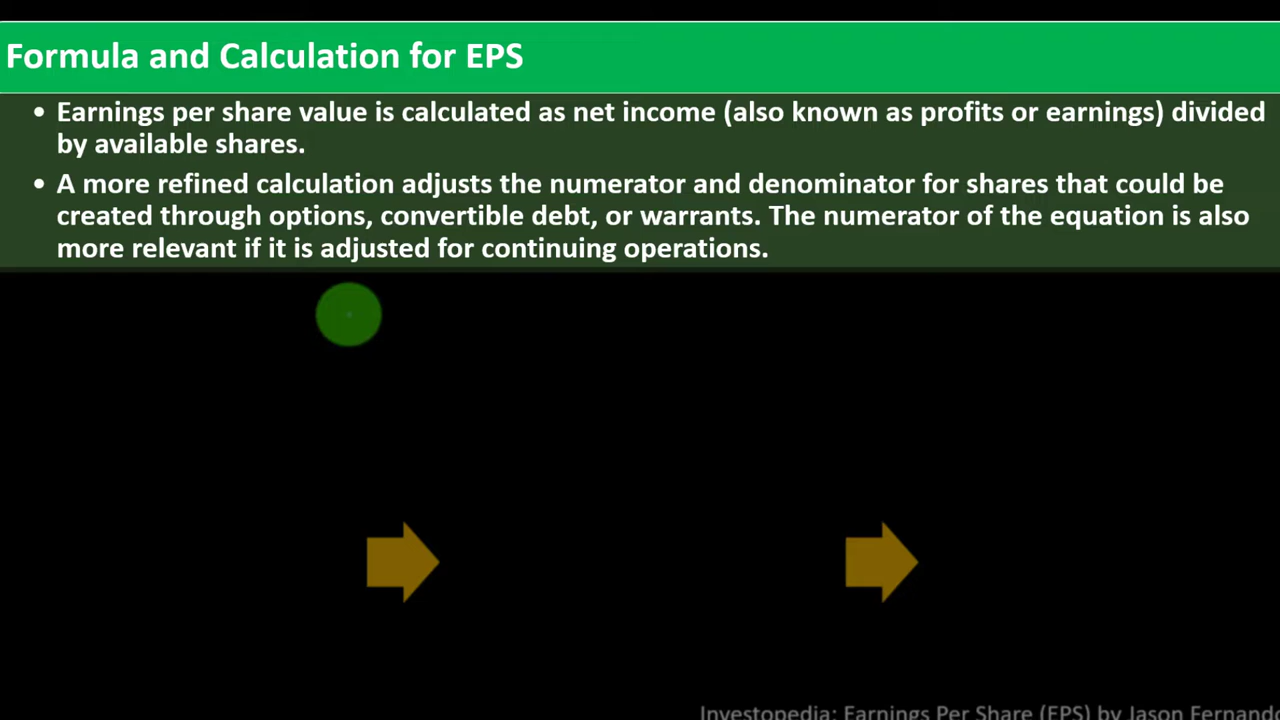 Formula and Calculation for EPS
• Earnings per share value is calculated as net income (also known as profits or earnings) divided
by available shares.
• A more refined calculation adjusts the numerator and denominator for shares that could be
created through options, convertible debt, or warrants. The numerator of the equation is also
more relevant if it is adjusted for continuing operations.
Investopedia: Earnings Per Share (EPS) by Jason Fernando